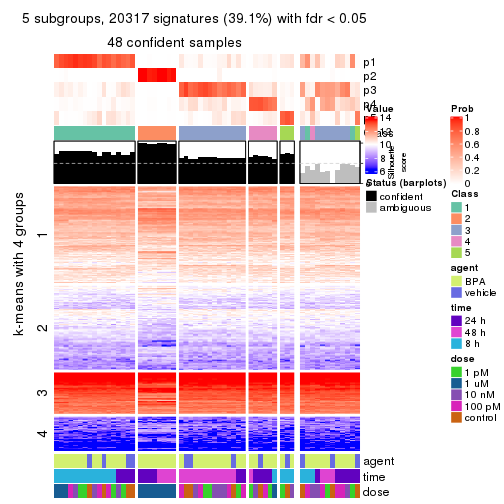 5 subgroups, 20317 signatures (39.1%) with fdr < 0.05
48 confident samples
p1
p2
p3
p4
Value
14
10
8
6
Silhouette
score
Status (barplots)
confident
ambiguous
k-means with 4 groups
1
2
3
4
agent
time
dose
Prob
1
0.8
0.6
0.4
0.2
0
Class
1
2
3
4
5
agent
BPA
vehicle
time
24 h
48 h
8 h
dose
1 pM
1 uM
10 nM
100 pM
control